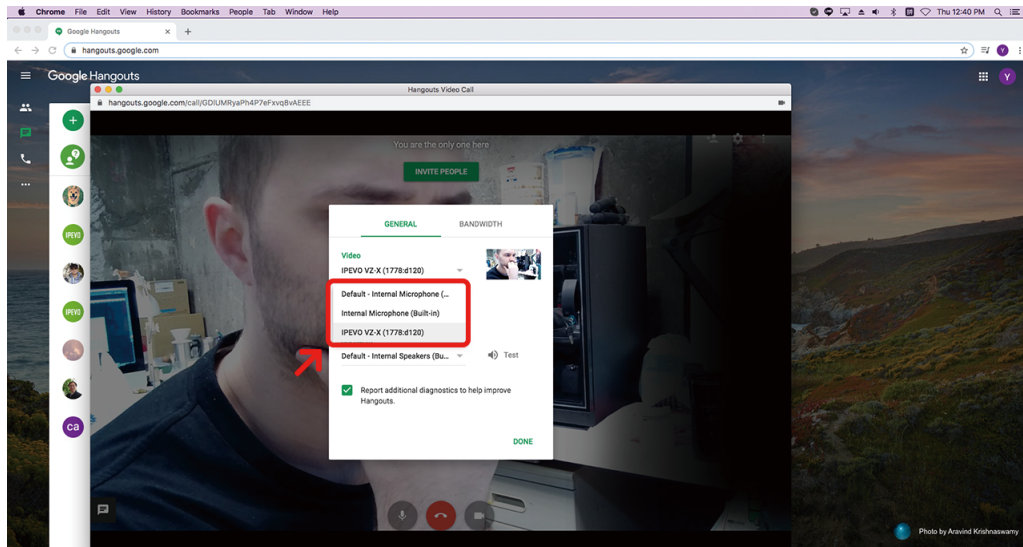 Chrome File Edit View History Bookmarks People Tab Window Help
Thu 12:40 PM
Google Hangouts
hangouts.google.com
Y
Google Hangouts
Y
Hangouts Video Call
hangouts.google.com/call/GDIUMRyaPh4P7eFxvq8vAEEE
You are the only one here
INVITE PEOPLE
GENERAL BANDWIDTH
Video
IPEVO VZ-X (1778:d120)
Default - Internal Microphone (...
Internal Microphone (Built-in)
IPEVO VZ-X (1778:d120)
Default - Internal Speakers (Bu...
Test
Report additional diagnostics to help improve
Hangouts.
DONE
IPEVO
IPEVO
ca
Photo by Aravind Krishnaswamy